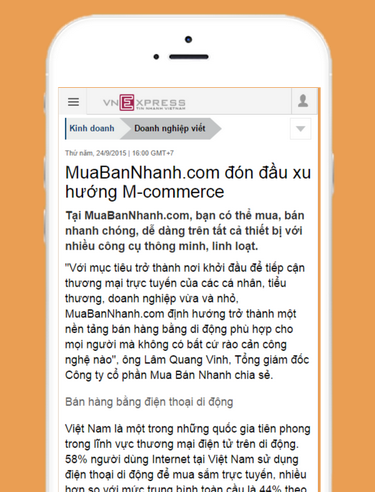 VNEXPRESS
TIN NHANH VIỆT NAM
Kinh doanh Doanh nghiệp viết
Thứ năm, 24/9/2015 | 16:00 GMT+7
MuaBanNhanh.com đón đầu xu
hướng M-commerce
Tại MuaBanNhanh.com, bạn có thể mua, bán
nhanh chóng, dễ dàng trên tất cả thiết bị với
nhiều công cụ thông minh, linh loạt.
"Với mục tiêu trở thành nơi khởi đầu để tiếp cận
thương mại trực tuyến của các cá nhân, tiểu
thương, doanh nghiệp vừa và nhỏ,
MuaBanNhanh.com định hướng trở thành một
nền tảng bán hàng bằng di động phù hợp cho
mọi người mà không có bất cứ rào cản công
nghệ nào", ông Lâm Quang Vinh, Tổng giám đốc
Công ty cổ phần Mua Bán Nhanh chia sẻ.
Bán hàng bằng điện thoại di động
Việt Nam là một trong những quốc gia tiên phong
trong lĩnh vực thương mại điện tử trên di động.
58% người dùng Internet tại Việt Nam sử dụng
điện thoại di động để mua sắm trực tuyến, nhiều
hơn so với mức trung bình toàn cầu là 44% theo